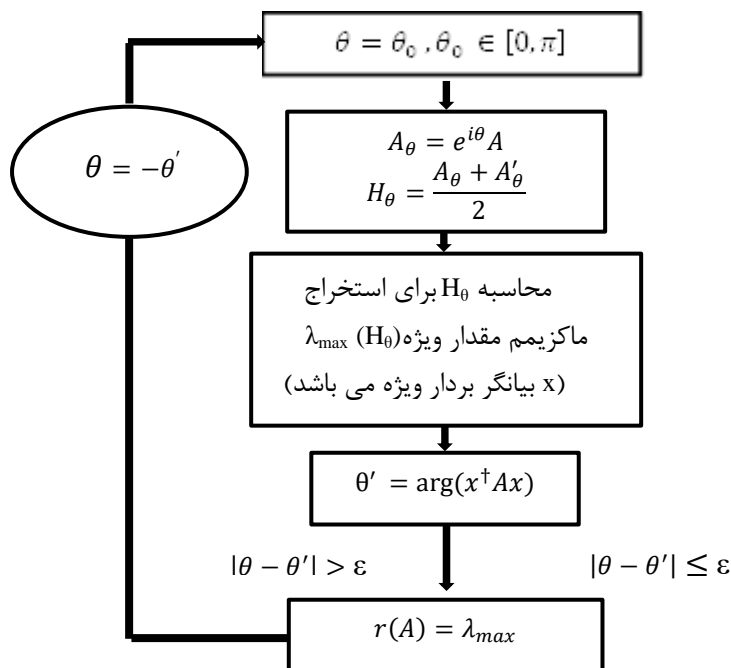 θ = θ₀ , θ₀ ∈ [0, π]
A_θ = e^{iθ} A
H_θ = (A_θ + A′_θ) / 2
θ = −θ′
محاسبه H_θ برای استخراج
ماکزیمم مقدار ویژه λ_max (H_θ)
(x بیانگر بردار ویژه می باشد)
θ′ = arg(x†Ax)
|θ − θ′| > ε
|θ − θ′| ≤ ε
r(A) = λ_max